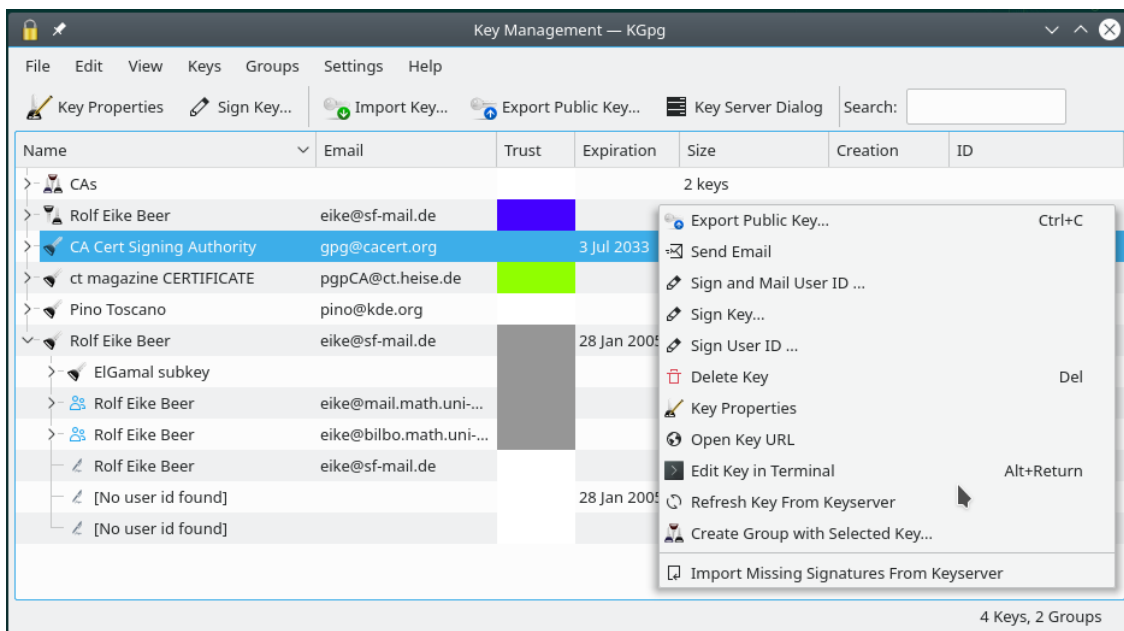 Key Management — KGpg
File Edit View Keys Groups Settings Help
Key Properties Sign Key... Import Key... Export Public Key... Key Server Dialog Search:
Name Email Trust Expiration Size Creation ID
CAs 2 keys
Rolf Eike Beer eike@sf-mail.de
CA Cert Signing Authority gpg@cacert.org 3 Jul 2033
ct magazine CERTIFICATE pgpCA@ct.heise.de
Pino Toscano pino@kde.org
Rolf Eike Beer eike@sf-mail.de 28 Jan 2005
ElGamal subkey
Rolf Eike Beer eike@mail.math.uni-...
Rolf Eike Beer eike@bilbo.math.uni-...
Rolf Eike Beer eike@sf-mail.de
[No user id found] 28 Jan 2005
[No user id found]
Export Public Key... Ctrl+C
Send Email
Sign and Mail User ID ...
Sign Key...
Sign User ID ...
Delete Key Del
Key Properties
Open Key URL
Edit Key in Terminal Alt+Return
Refresh Key From Keyserver
Create Group with Selected Key...
Import Missing Signatures From Keyserver
4 Keys, 2 Groups